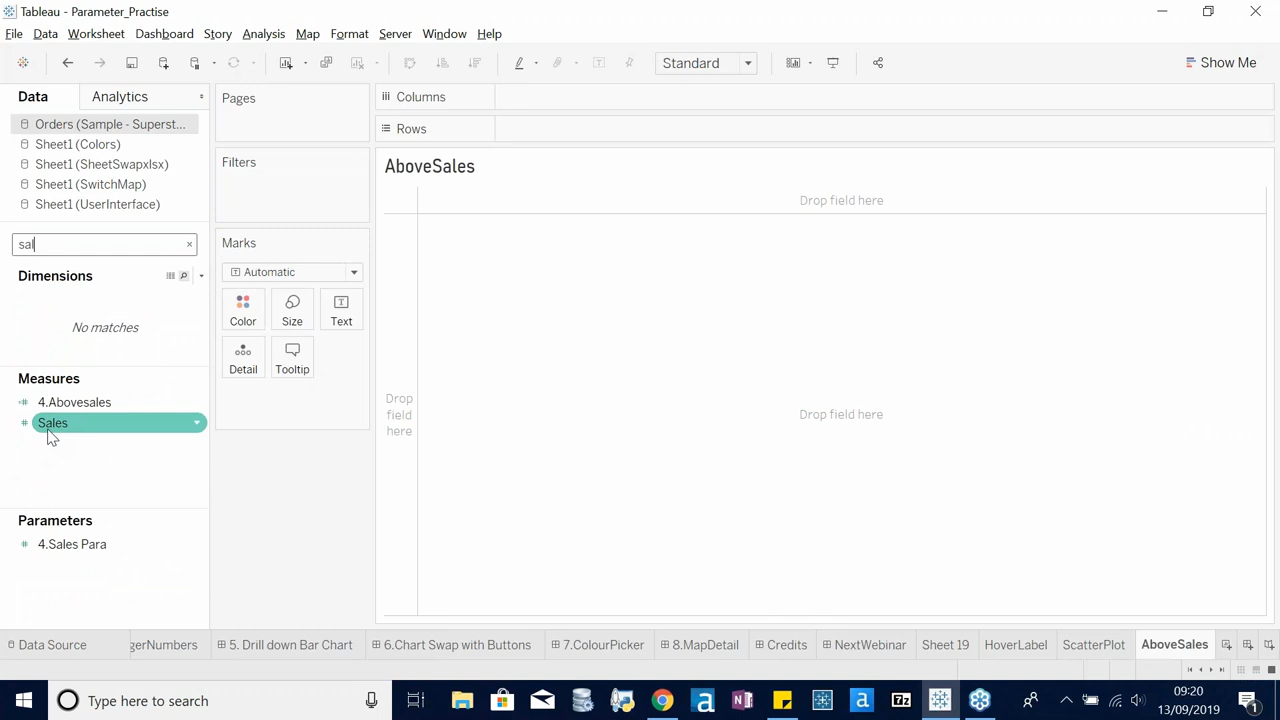 Tableau - Parameter_Practise
File Data Worksheet Dashboard Story Analysis Map Format Server Window Help
Standard
Show Me
Data Analytics
Pages
Columns
Orders (Sample - Superst...
Rows
Sheet1 (Colors)
Sheet1 (SheetSwapxlsx)
Filters
AboveSales
Sheet1 (SwitchMap)
Sheet1 (UserInterface)
Drop field here
sal
Marks
Dimensions
Automatic
Color Size Text
No matches
Detail Tooltip
Measures
4.Abovesales
Sales
Drop
field
here
Drop field here
Parameters
4.Sales Para
Data Source gerNumbers 5. Drill down Bar Chart 6.Chart Swap with Buttons 7.ColourPicker 8.MapDetail Credits NextWebinar Sheet 19 HoverLabel ScatterPlot AboveSales
Type here to search
09:20
13/09/2019